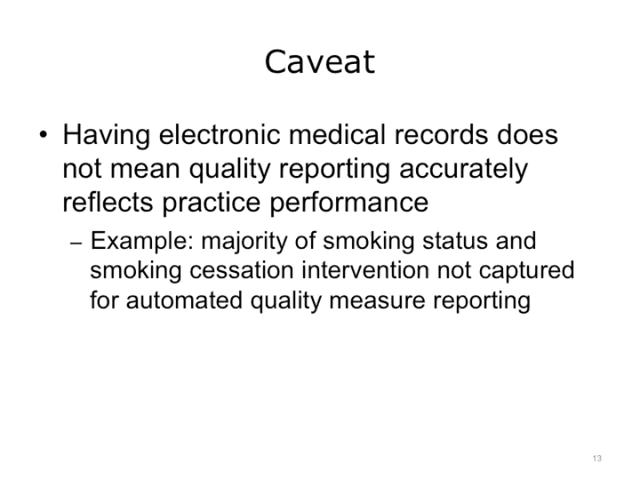 Caveat
• Having electronic medical records does
not mean quality reporting accurately
reflects practice performance
– Example: majority of smoking status and
smoking cessation intervention not captured
for automated quality measure reporting
13